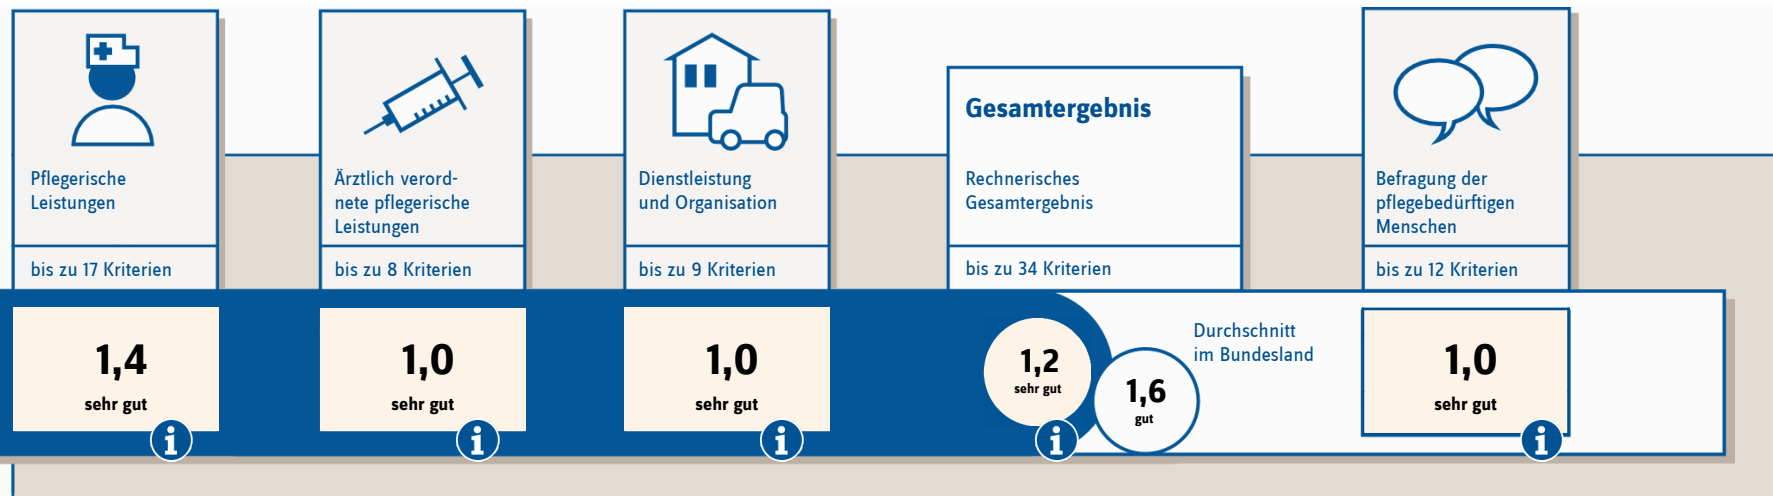 Pflegerische
Leistungen
bis zu 17 Kriterien
1,4
sehr gut
i
Ärztlich verord-
nete pflegerische
Leistungen
bis zu 8 Kriterien
1,0
sehr gut
i
Dienstleistung
und Organisation
bis zu 9 Kriterien
1,0
sehr gut
i
Gesamtergebnis
Rechnerisches
Gesamtergebnis
bis zu 34 Kriterien
1,2
sehr gut
i
1,6
gut
Durchschnitt
im Bundesland
Befragung der
pflegebedürftigen
Menschen
bis zu 12 Kriterien
1,0
sehr gut
i